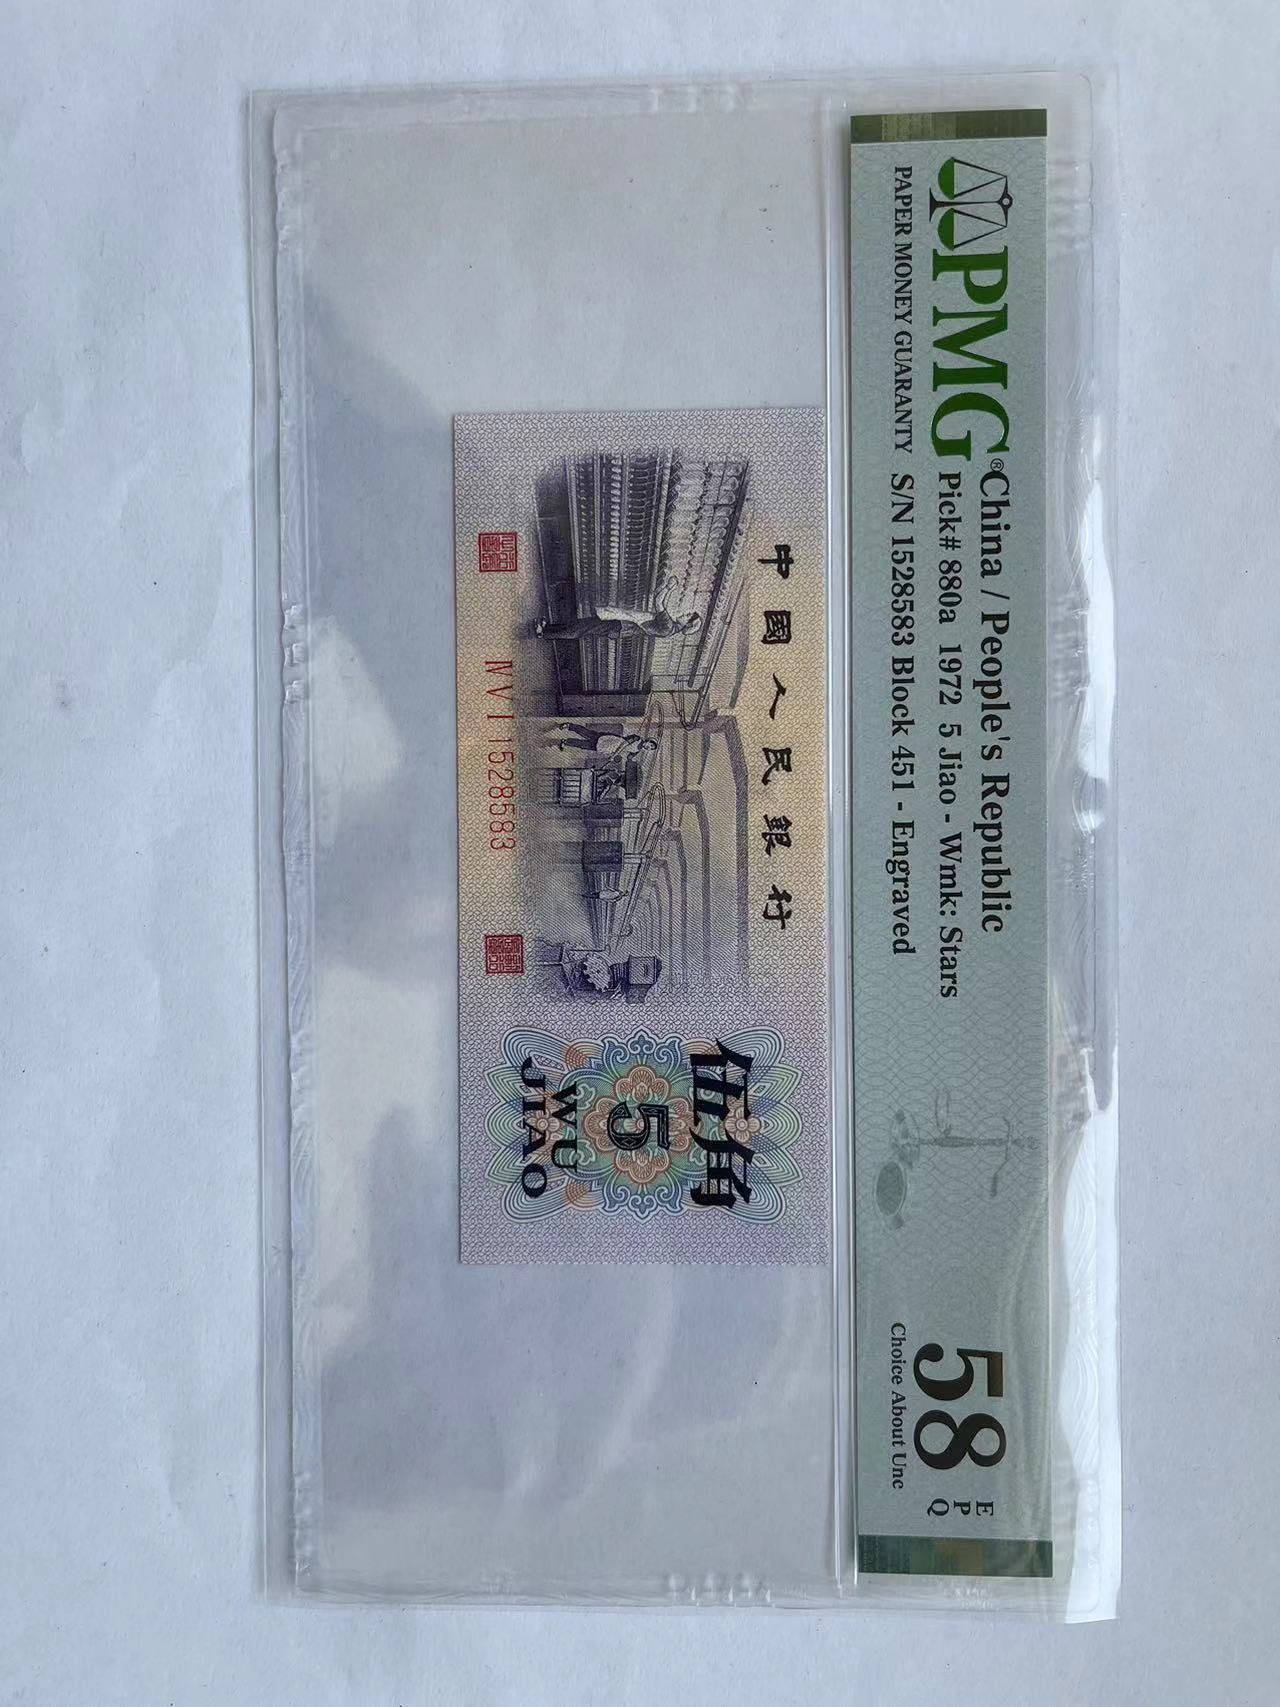 PMG®
PAPER MONEY GUARANTY
China / People's Republic
Pick# 880a 1972 5 Jiao - Wmk: Stars
S/N 1528583 Block 451 - Engraved
58
EPQ
Choice About Unc
中國人民銀行
伍角
5
WU
JIAO
IV V I 1528583